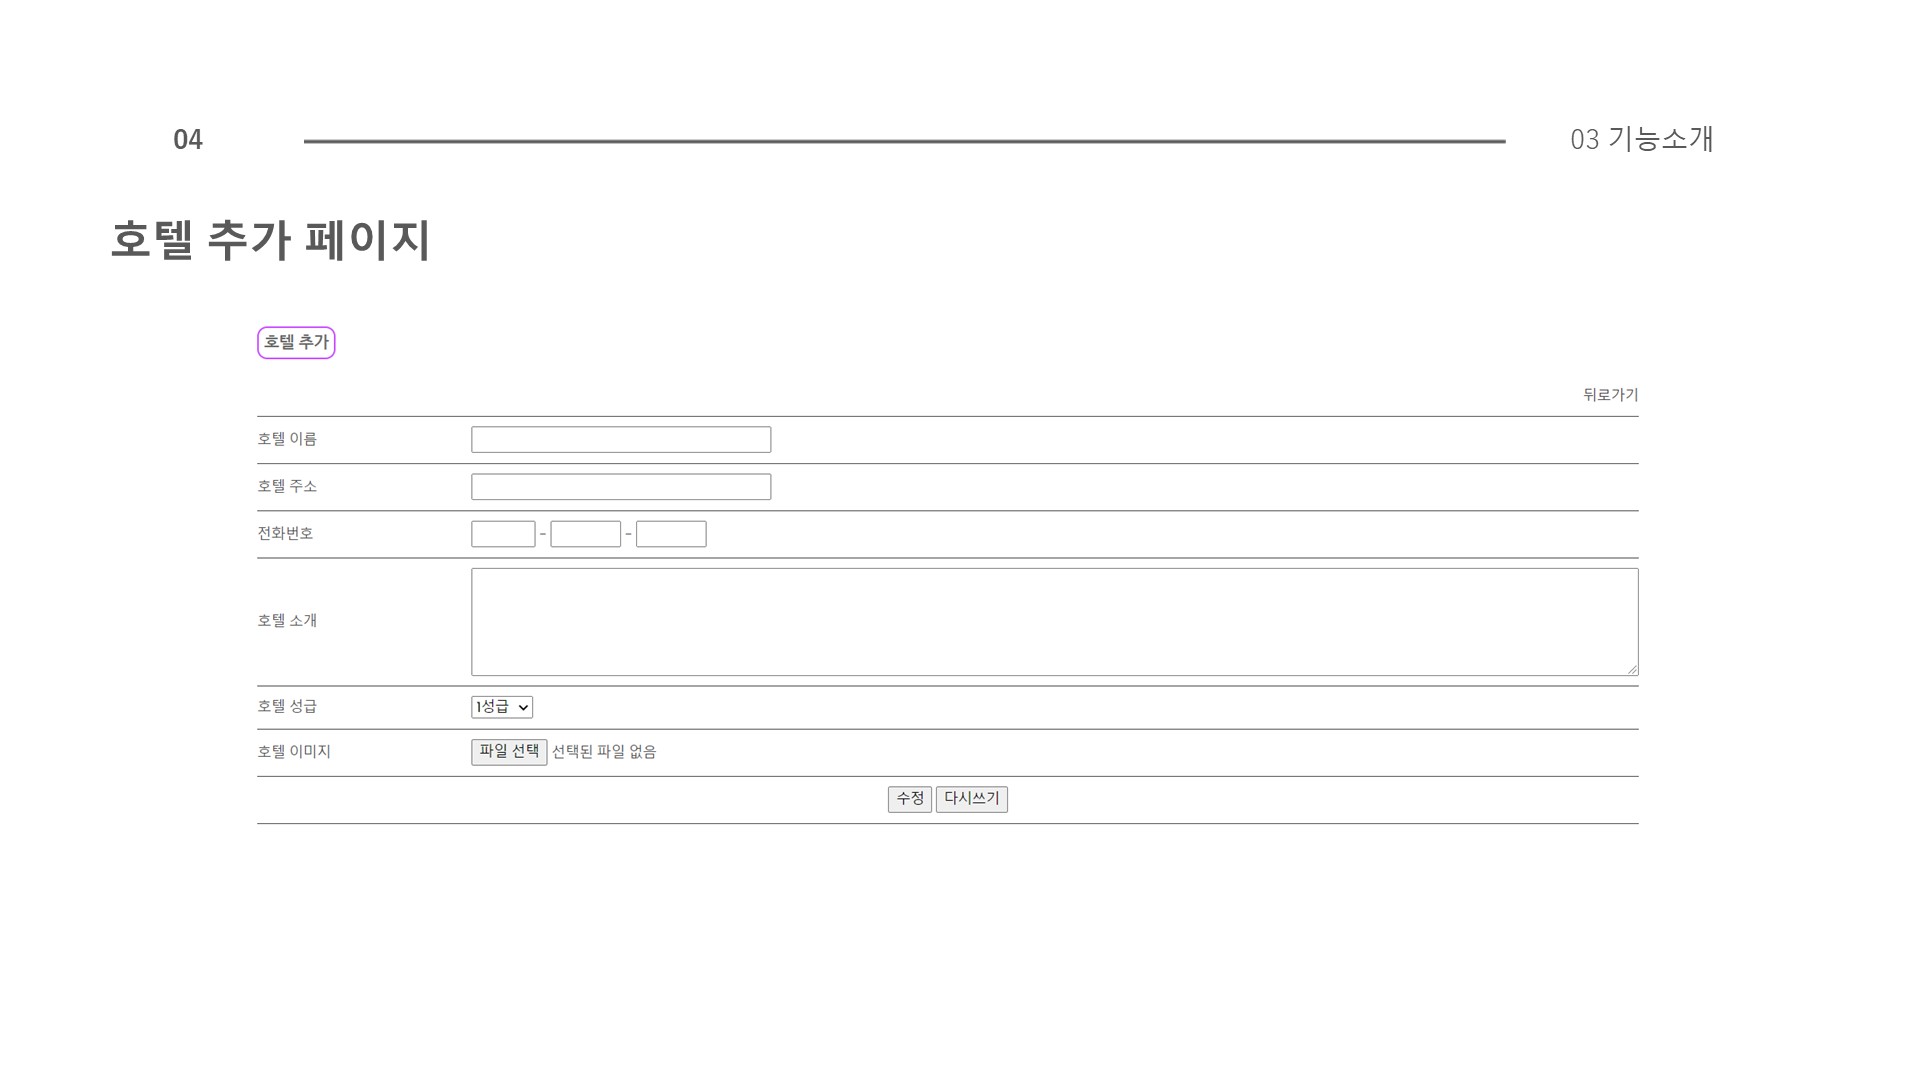 04
03 기능소개
호텔 추가 페이지
호텔 추가
뒤로가기
호텔 이름
호텔 주소
전화번호 - -
호텔 소개
호텔 성급 1성급
호텔 이미지 파일 선택 선택된 파일 없음
수정 다시쓰기